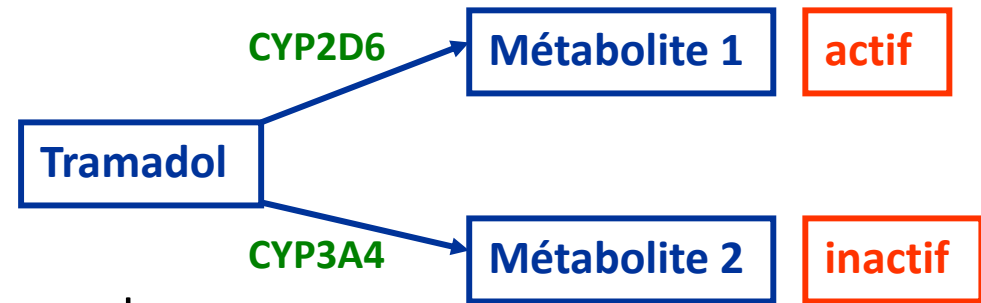 CYP2D6
Métabolite 1
actif
Tramadol
CYP3A4
Métabolite 2
inactif